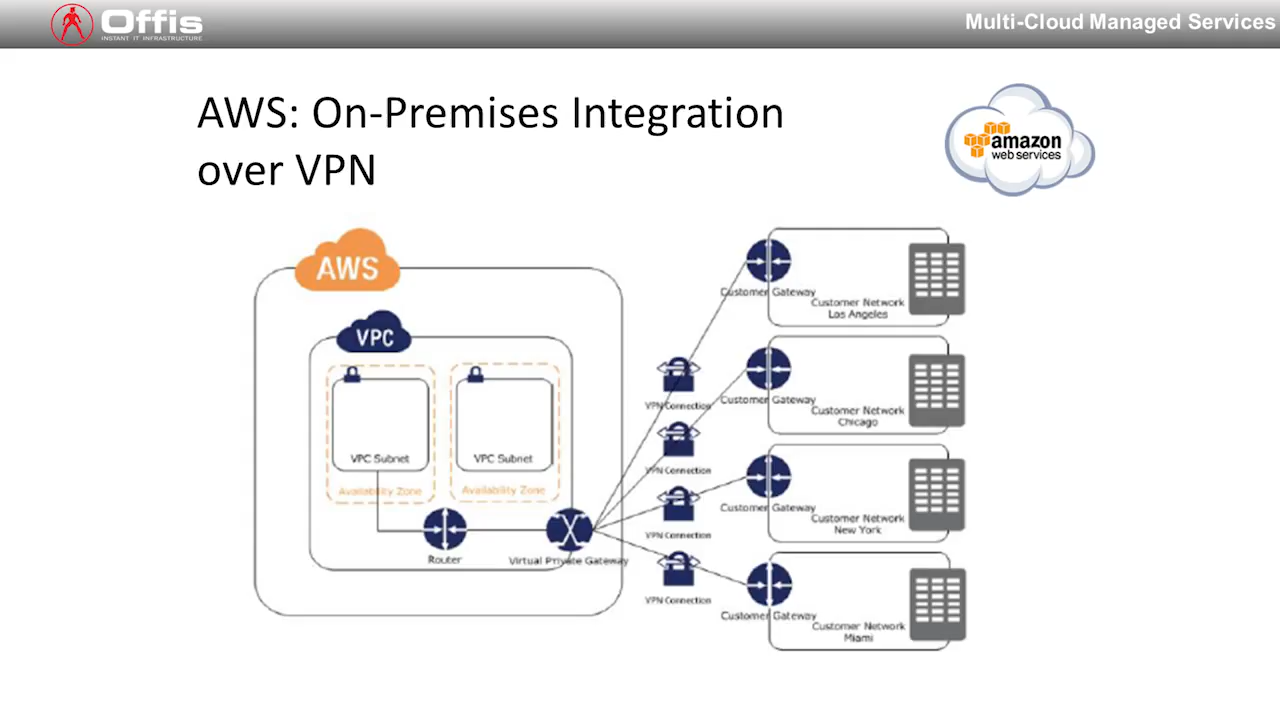 Offis
INSTANT IT INFRASTRUCTURE
Multi-Cloud Managed Services
AWS: On-Premises Integration
over VPN
amazon
web services
AWS
VPC
VPC Subnet
Availability Zone
VPC Subnet
Availability Zone
Router
Virtual Private Gateway
VPN Connection
VPN Connection
VPN Connection
VPN Connection
Customer Gateway
Customer Network
Los Angeles
Customer Gateway
Customer Network
Chicago
Customer Gateway
Customer Network
New York
Customer Gateway
Customer Network
Miami